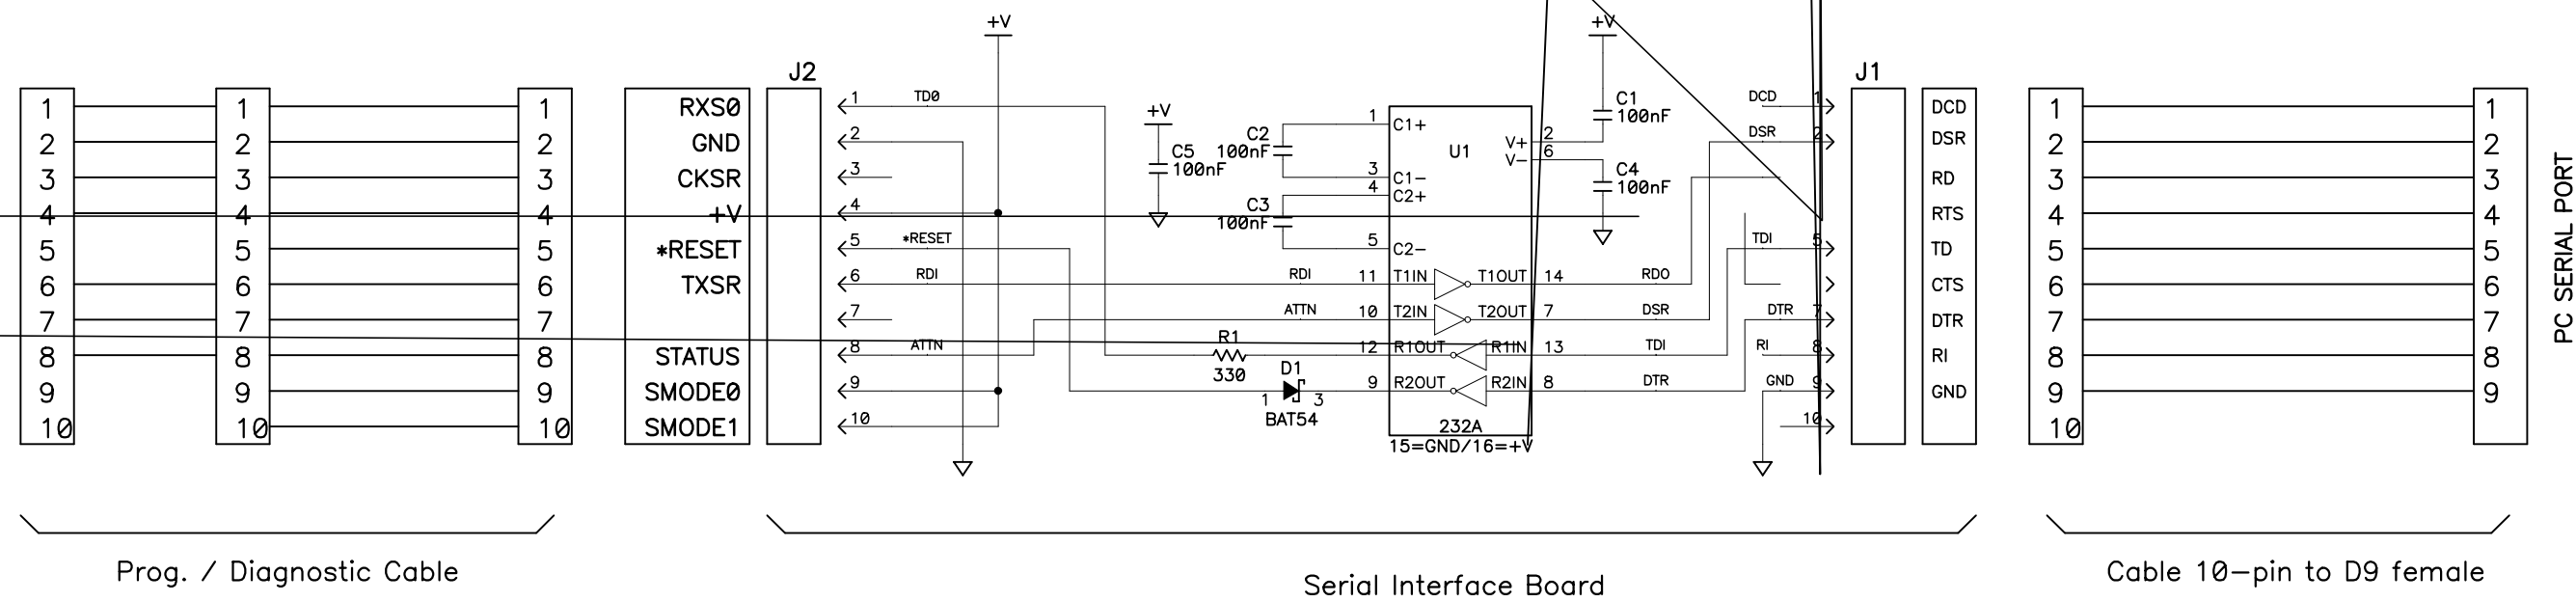 +V
+V
J2
J1
1 1 1 RXS0 1 TD0 DCD 1 DCD 1 1
+V
C1
100nF
2 2 2 GND 2 DSR 2 DSR 2 2
1 C1+
C2
100nF
U1
V+ 2
V- 6
C5
100nF
3 3 3 CKSR 3 3 C1- RD 3 3
4 C2+
C4
100nF
4 4 4 +V 4 RTS 4 4
C3
100nF
5 5 5 *RESET 5 *RESET 5 C2- TDI 5 TD 5 5
6 6 6 TXSR 6 RDI RDI 11 T1IN T1OUT 14 RDO CTS 6 6
7 7 7 7 ATTN 10 T2IN T2OUT 7 DSR DTR 7 DTR 7 7
R1
330
8 8 8 STATUS 8 ATTN 12 R1OUT R1IN 13 TDI RI 8 RI 8 8
D1
9 9 9 SMODE0 9 9 R2OUT R2IN 8 DTR GND 9 GND 9 9
1 3
BAT54
10 10 10 SMODE1 10 232A 10 10
15=GND/16=+V
PC SERIAL PORT
Prog. / Diagnostic Cable
Serial Interface Board
Cable 10-pin to D9 female